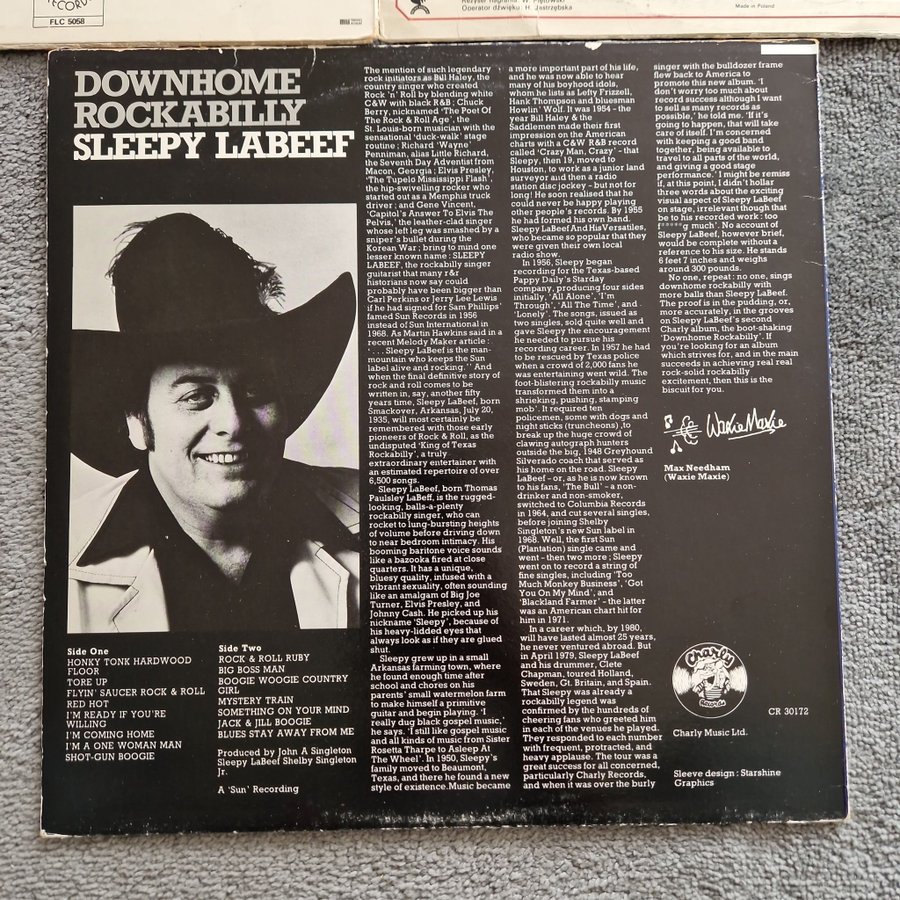 FLC 5058
Reżyser nagrania: W. Piętowski
Operator dźwięku: H. Jastrzębska
Made in Poland
DOWNHOME
ROCKABILLY
SLEEPY LABEEF
Side One
HONKY TONK HARDWOOD
FLOOR
TORE UP
FLYIN' SAUCER ROCK & ROLL
RED HOT
I'M READY IF YOU'RE
WILLING
I'M COMING HOME
I'M A ONE WOMAN MAN
SHOT-GUN BOOGIE
Side Two
ROCK & ROLL RUBY
BIG BOSS MAN
BOOGIE WOOGIE COUNTRY
GIRL
MYSTERY TRAIN
SOMETHING ON YOUR MIND
JACK & JILL BOOGIE
BLUES STAY AWAY FROM ME
Produced by John A Singleton
Sleepy LaBeef Shelby Singleton
Jr.
A 'Sun' Recording
The mention of such legendary
rock initiators as Bill Haley, the
country singer who created
Rock 'n' Roll by blending white
C&W with black R&B; Chuck
Berry, nicknamed 'The Poet Of
The Rock & Roll Age', the
St. Louis-born musician with the
sensational 'duck-walk' stage
routine; Richard 'Wayne'
Penniman, alias Little Richard,
the Seventh Day Adventist from
Macon, Georgia; Elvis Presley,
'The Tupelo Mississippi Flash',
the hip-swivelling rocker who
started out as a Memphis truck
driver; and Gene Vincent,
'Capitol's Answer To Elvis The
Pelvis,' the leather-clad singer
whose left leg was smashed by a
sniper's bullet during the
Korean War; bring to mind one
lesser known name: SLEEPY
LABEEF, the rockabilly singer
guitarist that many r&r
historians now say could
probably have been bigger than
Carl Perkins or Jerry Lee Lewis
if he had signed for Sam Phillips'
famed Sun Records in 1956
instead of Sun International in
1968. As Martin Hawkins said in a
recent Melody Maker article:
'... Sleepy LaBeef is the man-
mountain who keeps the Sun
label alive and rocking.'' And
when the final definitive story of
rock and roll comes to be
written in, say, another fifty
years time, Sleepy LaBeef, born
Smackover, Arkansas, July 20,
1935, will most certainly be
remembered with those early
pioneers of Rock & Roll, as the
undisputed 'King of Texas
Rockabilly', a truly
extraordinary entertainer with
an estimated repertoire of over
6,500 songs.
Sleepy LaBeef, born Thomas
Paulsley LaBeff, is the rugged-
looking, balls-a-plenty
rockabilly singer, who can
rocket to lung-bursting heights
of volume before driving down
to near bedroom intimacy. His
booming baritone voice sounds
like a bazooka fired at close
quarters. It has a unique,
bluesy quality, infused with a
vibrant sexuality, often sounding
like an amalgam of Big Joe
Turner, Elvis Presley, and
Johnny Cash. He picked up his
nickname 'Sleepy', because of
his heavy-lidded eyes that
always look as if they are glued
shut.
Sleepy grew up in a small
Arkansas farming town, where
he found enough time after
school and chores on his
parents' small watermelon farm
to make himself a primitive
guitar and begin playing. 'I
really dug black gospel music,'
he says. 'I still like gospel music
and all kinds of music from Sister
Rosetta Tharpe to Asleep At
The Wheel'. In 1950, Sleepy's
family moved to Beaumont,
Texas, and there he found a new
style of existence.Music became
a more important part of his life,
and he was now able to hear
many of his boyhood idols,
whom he lists as Lefty Frizzell,
Hank Thompson and bluesman
Howlin' Wolf. It was 1954 – the
year Bill Haley & the
Saddlemen made their first
impression on the American
charts with a C&W R&B record
called 'Crazy Man, Crazy' – that
Sleepy, then 19, moved to
Houston, to work as a junior land
surveyor and then a radio
station disc jockey – but not for
long! He soon realised that he
could never be happy playing
other people's records. By 1955
he had formed his own band.
Sleepy LaBeef And His Versatiles,
who became so popular that they
were given their own local
radio show.
In 1956, Sleepy began
recording for the Texas-based
Pappy Daily's Starday
company, producing four sides
initially, 'All Alone', 'I'm
Through', 'All The Time', and
'Lonely'. The songs, issued as
two singles, sold quite well and
gave Sleepy the encouragement
he needed to pursue his
recording career. In 1957 he had
to be rescued by Texas police
when a crowd of 2,000 fans he
was entertaining went wild. The
foot-blistering rockabilly music
transformed them into a
shrieking, pushing, stamping
mob'. It required ten
policemen, some with dogs and
night sticks (truncheons) ,to
break up the huge crowd of
clawing autograph hunters
outside the big, 1948 Greyhound
Silverado coach that served as
his home on the road. Sleepy
LaBeef – or, as he is now known
to his fans, 'The Bull' – a non-
drinker and non-smoker,
switched to Columbia Records
in 1964, and cut several singles,
before joining Shelby
Singleton's new Sun label in
1968. Well, the first Sun
(Plantation) single came and
went – then two more; Sleepy
went on to record a string of
fine singles, including 'Too
Much Monkey Business', 'Got
You On My Mind', and
'Blackland Farmer' – the latter
was an American chart hit for
him in 1971.
In a career which, by 1980,
will have lasted almost 25 years,
he never ventured abroad. But
in April 1979, Sleepy LaBeef
and his drummer, Clete
Chapman, toured Holland,
Sweden, Gt. Britain, and Spain.
That Sleepy was already a
rockabilly legend was
confirmed by the hundreds of
cheering fans who greeted him
in each of the venues he played.
They responded to each number
with frequent, protracted, and
heavy applause. The tour was a
great success for all concerned,
particularly Charly Records,
and when it was over the burly
singer with the bulldozer frame
flew back to America to
promote this new album. 'I
don't worry too much about
record success although I want
to sell as many records as
possible,' he told me. 'If it's
going to happen, that will take
care of itself. I'm concerned
with keeping a good band
together, being available to
travel to all parts of the world,
and giving a good stage
performance.' I might be remiss
if, at this point, I didn't hollar
three words about the exciting
visual aspect of Sleepy LaBeef
on stage, irrelevant though that
be to his recorded work: too
f*****g much'. No account of
Sleepy LaBeef, however brief,
would be complete without a
reference to his size. He stands
6 feet 7 inches and weighs
around 300 pounds.
No one, repeat: no one, sings
downhome rockabilly with
more balls than Sleepy LaBeef.
The proof is in the pudding, or,
more accurately, in the grooves
on Sleepy LaBeef's second
Charly album, the boot-shaking
'Downhome Rockabilly'. If
you're looking for an album
which strives for, and in the main
succeeds in achieving real real
rock-solid rockabilly
excitement, then this is the
biscuit for you.
Waxie Maxie
Max Needham
(Waxie Maxie)
Charly
Records
CR 30172
Charly Music Ltd.
Sleeve design: Starshine
Graphics